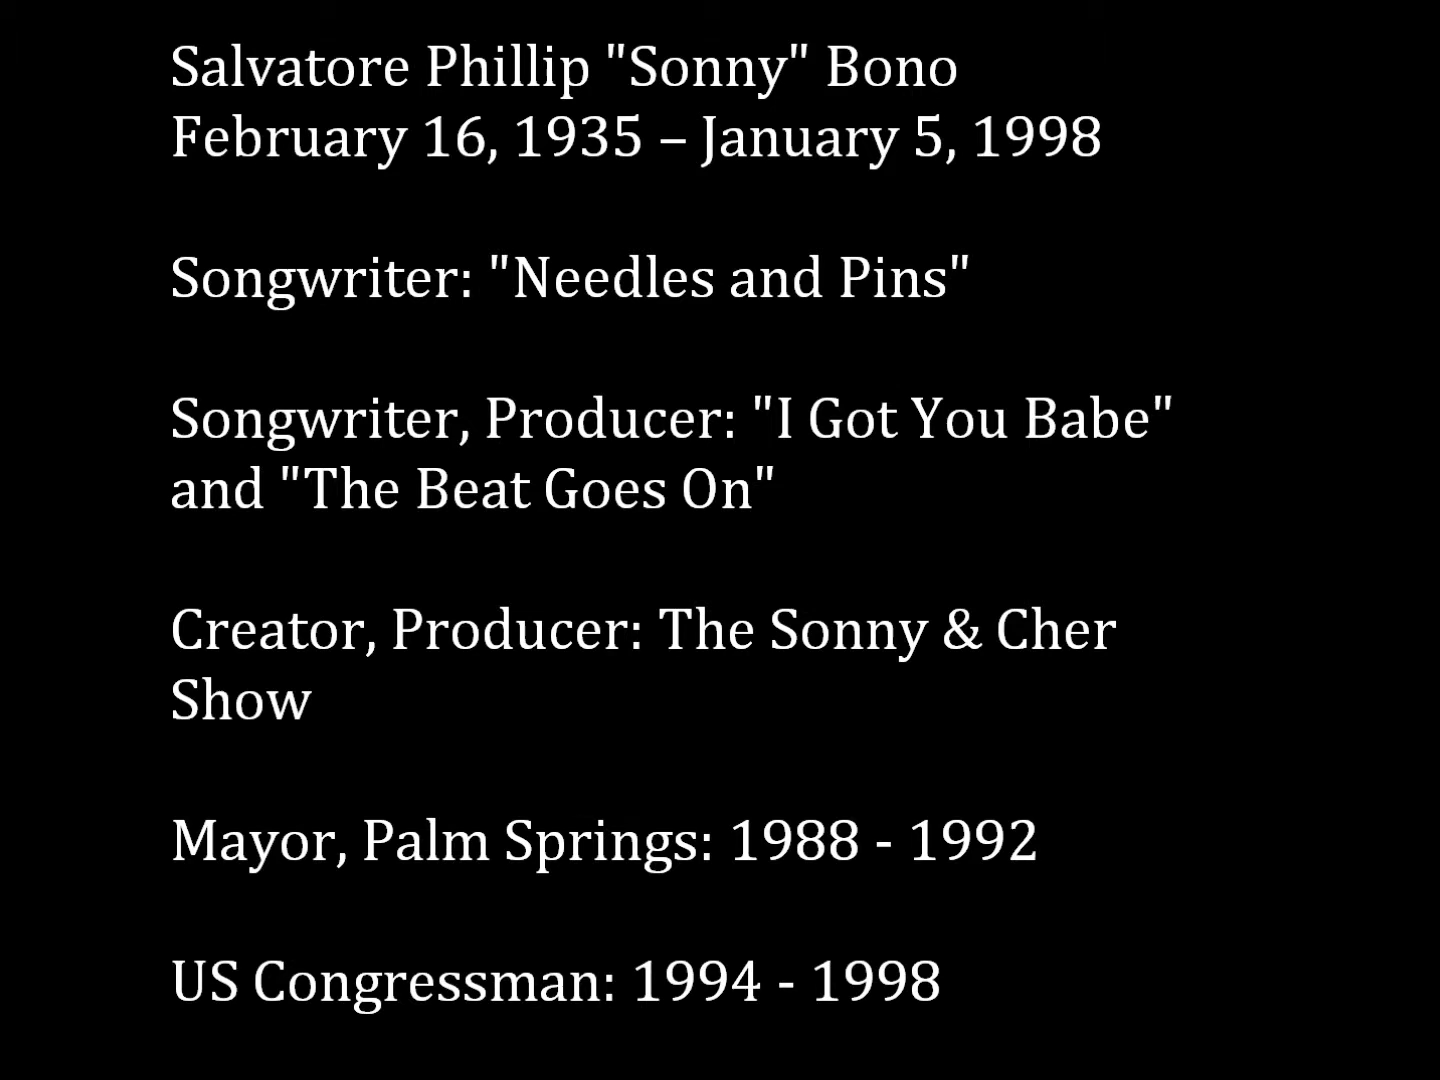 Salvatore Phillip "Sonny" Bono
February 16, 1935 – January 5, 1998
Songwriter: "Needles and Pins"
Songwriter, Producer: "I Got You Babe"
and "The Beat Goes On"
Creator, Producer: The Sonny & Cher
Show
Mayor, Palm Springs: 1988 - 1992
US Congressman: 1994 - 1998